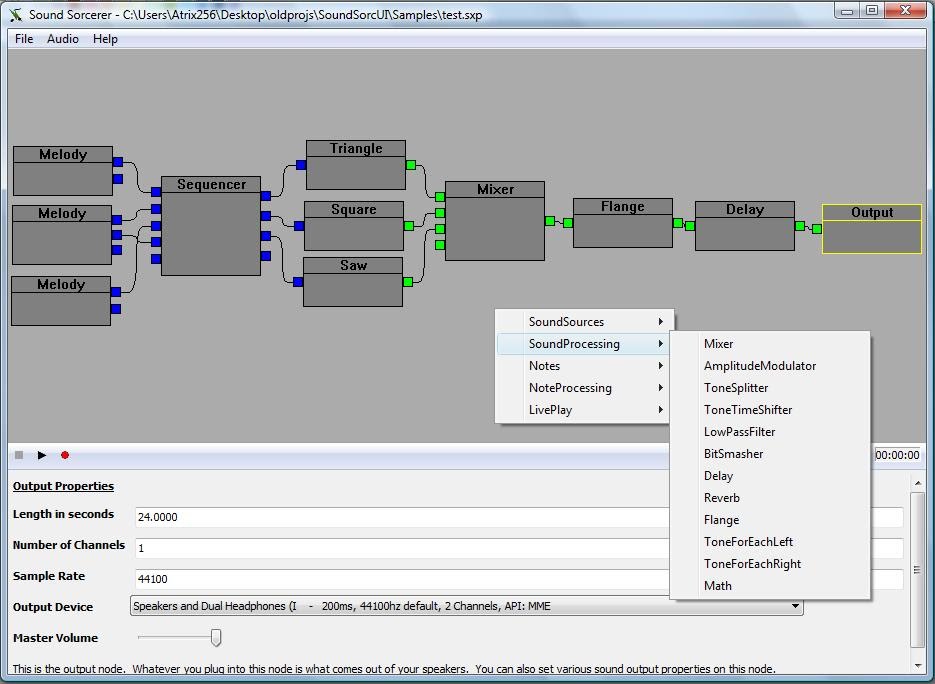 Sound Sorcerer - C:\Users\Atrix256\Desktop\oldprojs\SoundSorcUI\Samples\test.sxp
File Audio Help
Melody
Melody
Melody
Sequencer
Triangle
Square
Saw
Mixer
Flange
Delay
Output
SoundSources
SoundProcessing
Notes
NoteProcessing
LivePlay
Mixer
AmplitudeModulator
ToneSplitter
ToneTimeShifter
LowPassFilter
BitSmasher
Delay
Reverb
Flange
ToneForEachLeft
ToneForEachRight
Math
00:00:00
Output Properties
Length in seconds 24.0000
Number of Channels 1
Sample Rate 44100
Output Device Speakers and Dual Headphones (I - 200ms, 44100hz default, 2 Channels, API: MME
Master Volume
This is the output node. Whatever you plug into this node is what comes out of your speakers. You can also set various sound output properties on this node.